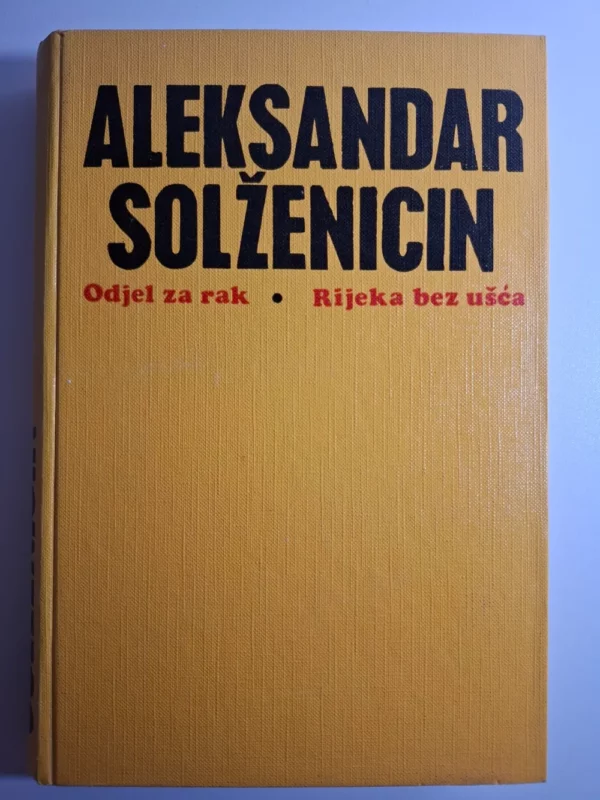 ALEKSANDAR
SOLŽENICIN
Odjel za rak • Rijeka bez ušća